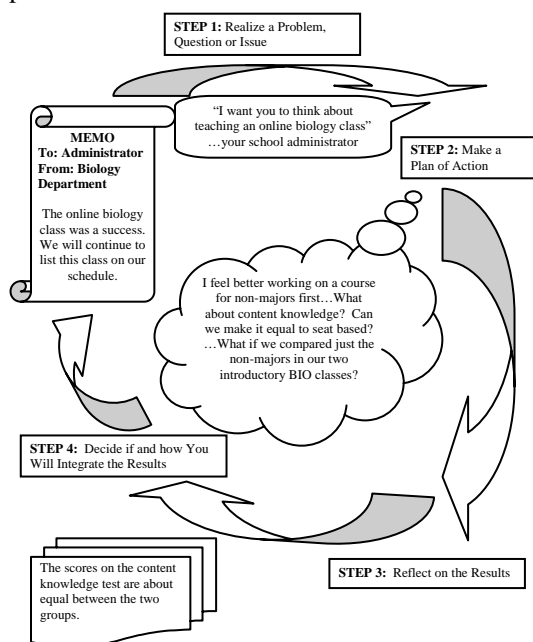 STEP 1: Realize a Problem,
Question or Issue
“I want you to think about
teaching an online biology class”
…your school administrator
MEMO
To: Administrator
From: Biology
Department
The online biology
class was a success.
We will continue to
list this class on our
schedule.
STEP 2: Make a
Plan of Action
I feel better working on a course
for non-majors first…What
about content knowledge? Can
we make it equal to seat based?
…What if we compared just the
non-majors in our two
introductory BIO classes?
STEP 4: Decide if and how You
Will Integrate the Results
The scores on the content
knowledge test are about
equal between the two
groups.
STEP 3: Reflect on the Results